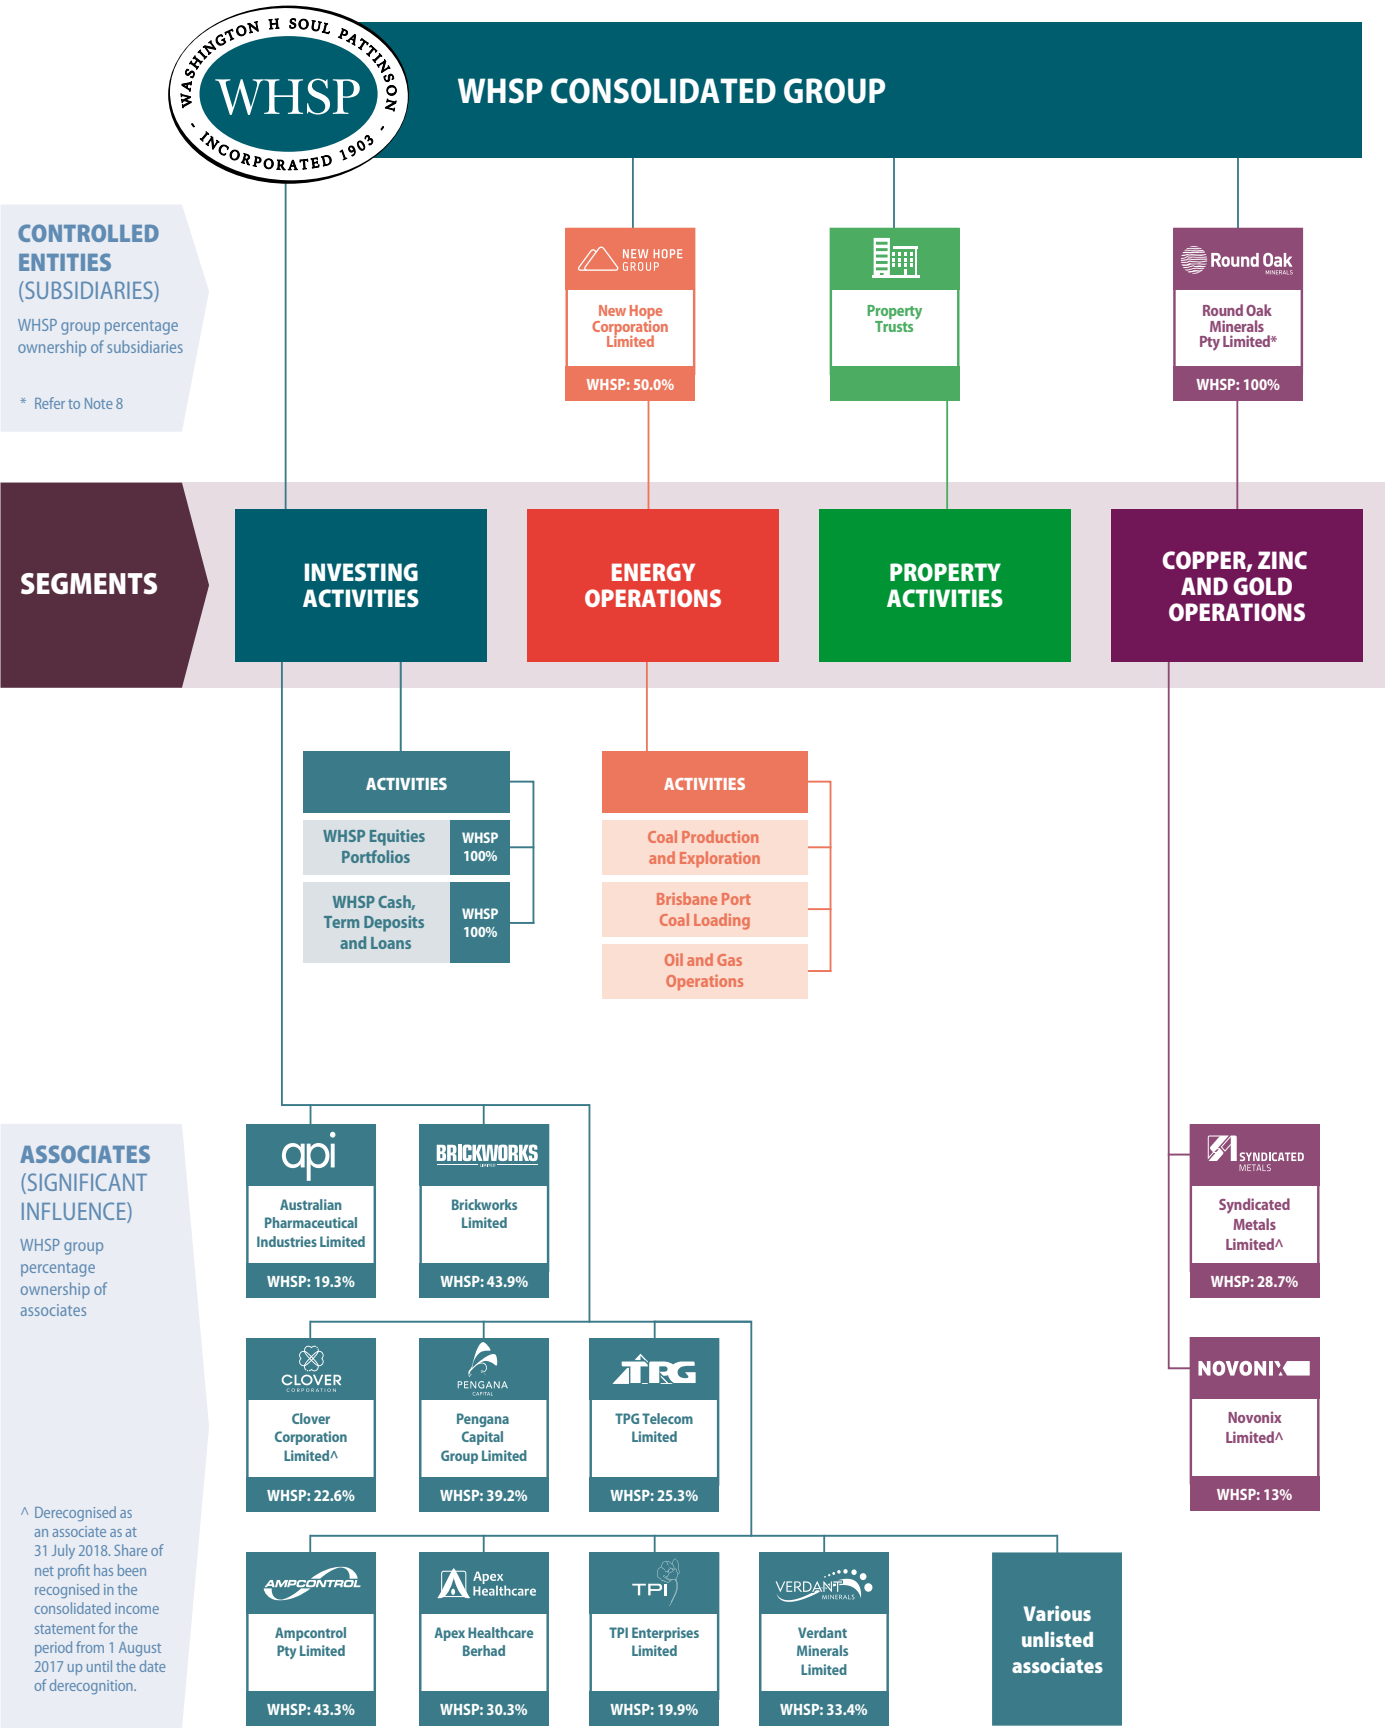 WASHINGTON H SOUL PATTINSON
WHSP
- INCORPORATED 1903 -
WHSP CONSOLIDATED GROUP
CONTROLLED
ENTITIES
(SUBSIDIARIES)
WHSP group percentage
ownership of subsidiaries
* Refer to Note 8
NEW HOPE
GROUP
New Hope
Corporation
Limited
WHSP: 50.0%
Property
Trusts
Round Oak
MINERALS
Round Oak
Minerals
Pty Limited*
WHSP: 100%
SEGMENTS
INVESTING
ACTIVITIES
ENERGY
OPERATIONS
PROPERTY
ACTIVITIES
COPPER, ZINC
AND GOLD
OPERATIONS
ACTIVITIES
WHSP Equities
Portfolios
WHSP
100%
WHSP Cash,
Term Deposits
and Loans
WHSP
100%
ACTIVITIES
Coal Production
and Exploration
Brisbane Port
Coal Loading
Oil and Gas
Operations
ASSOCIATES
(SIGNIFICANT
INFLUENCE)
WHSP group
percentage
ownership of
associates
^ Derecognised as
an associate as at
31 July 2018. Share of
net profit has been
recognised in the
consolidated income
statement for the
period from 1 August
2017 up until the date
of derecognition.
api
Australian
Pharmaceutical
Industries Limited
WHSP: 19.3%
BRICKWORKS
LIMITED
Brickworks
Limited
WHSP: 43.9%
SYNDICATED
METALS
Syndicated
Metals
Limited^
WHSP: 28.7%
CLOVER
CORPORATION
Clover
Corporation
Limited^
WHSP: 22.6%
PENGANA
CAPITAL
Pengana
Capital
Group Limited
WHSP: 39.2%
TPG
TPG Telecom
Limited
WHSP: 25.3%
NOVONIX
Novonix
Limited^
WHSP: 13%
AMPCONTROL
Ampcontrol
Pty Limited
WHSP: 43.3%
Apex
Healthcare
Apex Healthcare
Berhad
WHSP: 30.3%
TPI
TPI Enterprises
Limited
WHSP: 19.9%
VERDANT
MINERALS
Verdant
Minerals
Limited
WHSP: 33.4%
Various
unlisted
associates